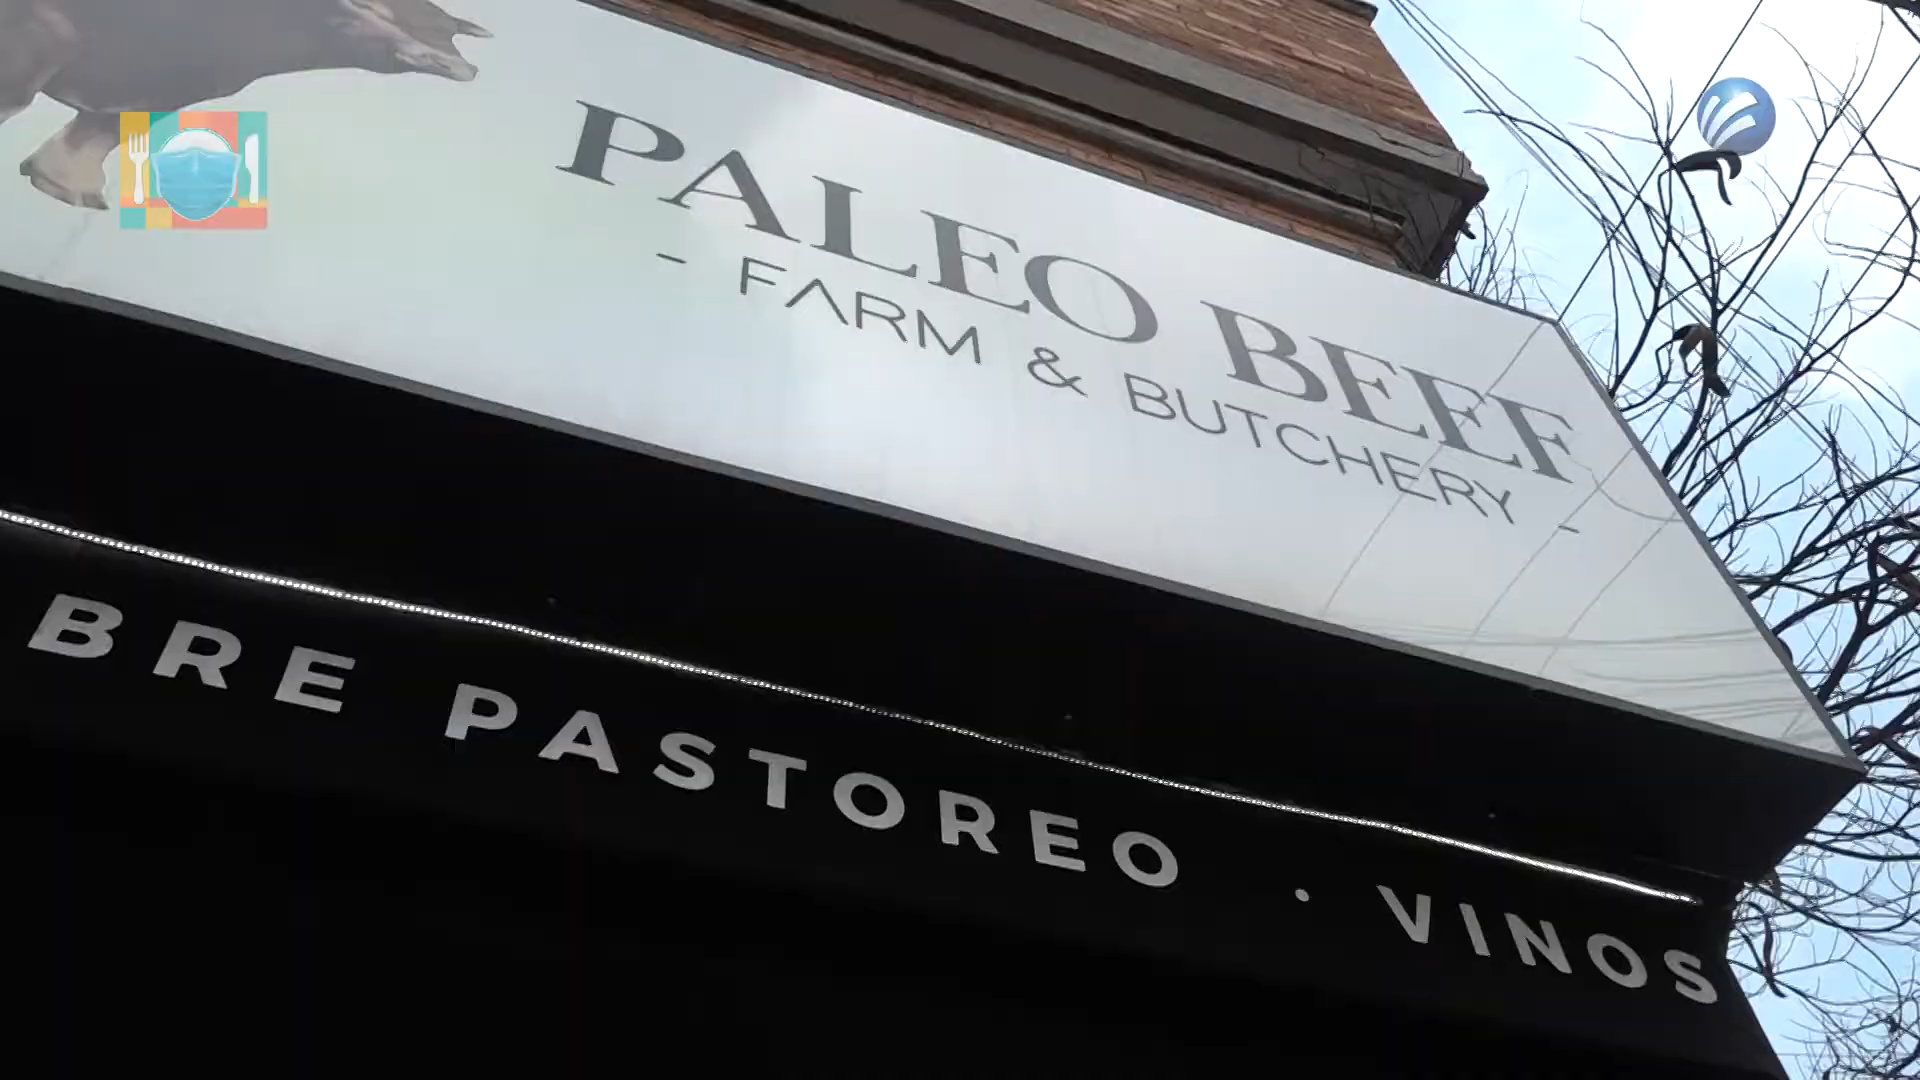 PALEO BEEF
- FARM & BUTCHERY -
BRE PASTOREO · VINOS